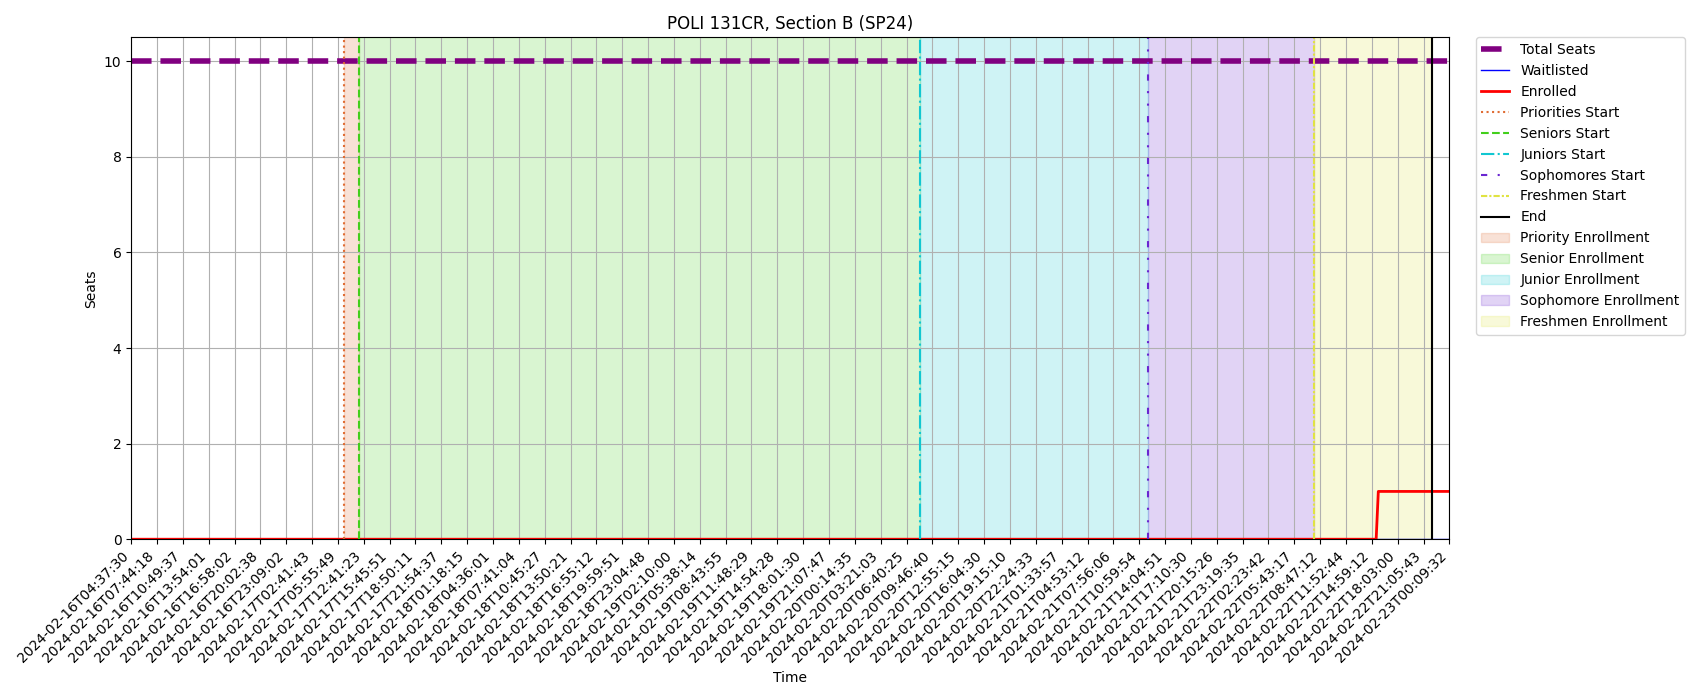 POLI 131CR, Section B (SP24)
10
8
6
4
2
0
Seats
Total Seats
Waitlisted
Enrolled
Priorities Start
Seniors Start
Juniors Start
Sophomores Start
Freshmen Start
End
Priority Enrollment
Senior Enrollment
Junior Enrollment
Sophomore Enrollment
Freshmen Enrollment
2024-02-16T04:37:30
2024-02-16T07:44:18
2024-02-16T10:49:37
2024-02-16T13:54:01
2024-02-16T16:58:02
2024-02-16T20:02:38
2024-02-16T23:09:02
2024-02-17T02:41:43
2024-02-17T05:55:49
2024-02-17T12:41:23
2024-02-17T15:45:51
2024-02-17T18:50:11
2024-02-17T21:54:37
2024-02-18T01:18:15
2024-02-18T04:36:01
2024-02-18T07:41:04
2024-02-18T10:45:27
2024-02-18T13:50:21
2024-02-18T16:55:12
2024-02-18T19:59:51
2024-02-18T23:04:48
2024-02-19T02:10:00
2024-02-19T05:38:14
2024-02-19T08:43:55
2024-02-19T11:48:29
2024-02-19T14:54:28
2024-02-19T18:01:30
2024-02-19T21:07:47
2024-02-20T00:14:35
2024-02-20T03:21:03
2024-02-20T06:40:25
2024-02-20T09:46:40
2024-02-20T12:55:15
2024-02-20T16:04:30
2024-02-20T19:15:10
2024-02-20T22:24:33
2024-02-21T01:33:57
2024-02-21T04:53:12
2024-02-21T07:56:06
2024-02-21T10:59:54
2024-02-21T14:04:51
2024-02-21T17:10:30
2024-02-21T20:15:26
2024-02-21T23:19:35
2024-02-22T02:23:42
2024-02-22T05:43:17
2024-02-22T08:47:12
2024-02-22T11:52:44
2024-02-22T14:59:12
2024-02-22T18:03:00
2024-02-22T21:05:43
2024-02-23T00:09:32
Time